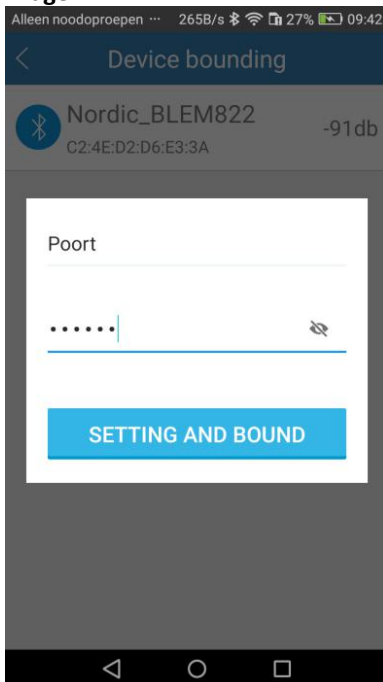 Alleen noodoproepen ... 265B/s 27% 09:42
Device bounding
Nordic_BLEM822
-91db
C2:4E:D2:D6:E3:3A
Poort
••••••
SETTING AND BOUND